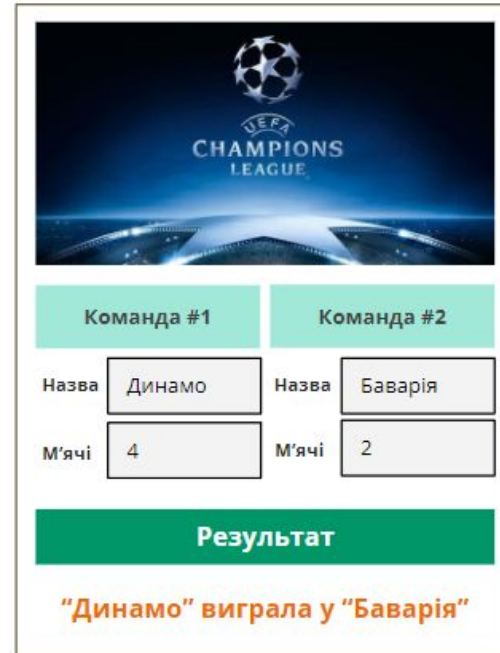 UEFA
CHAMPIONS
LEAGUE
Команда #1 Команда #2
Назва Динамо Назва Баварія
М'ячі 4 М'ячі 2
Результат
“Динамо” виграла у “Баварія”